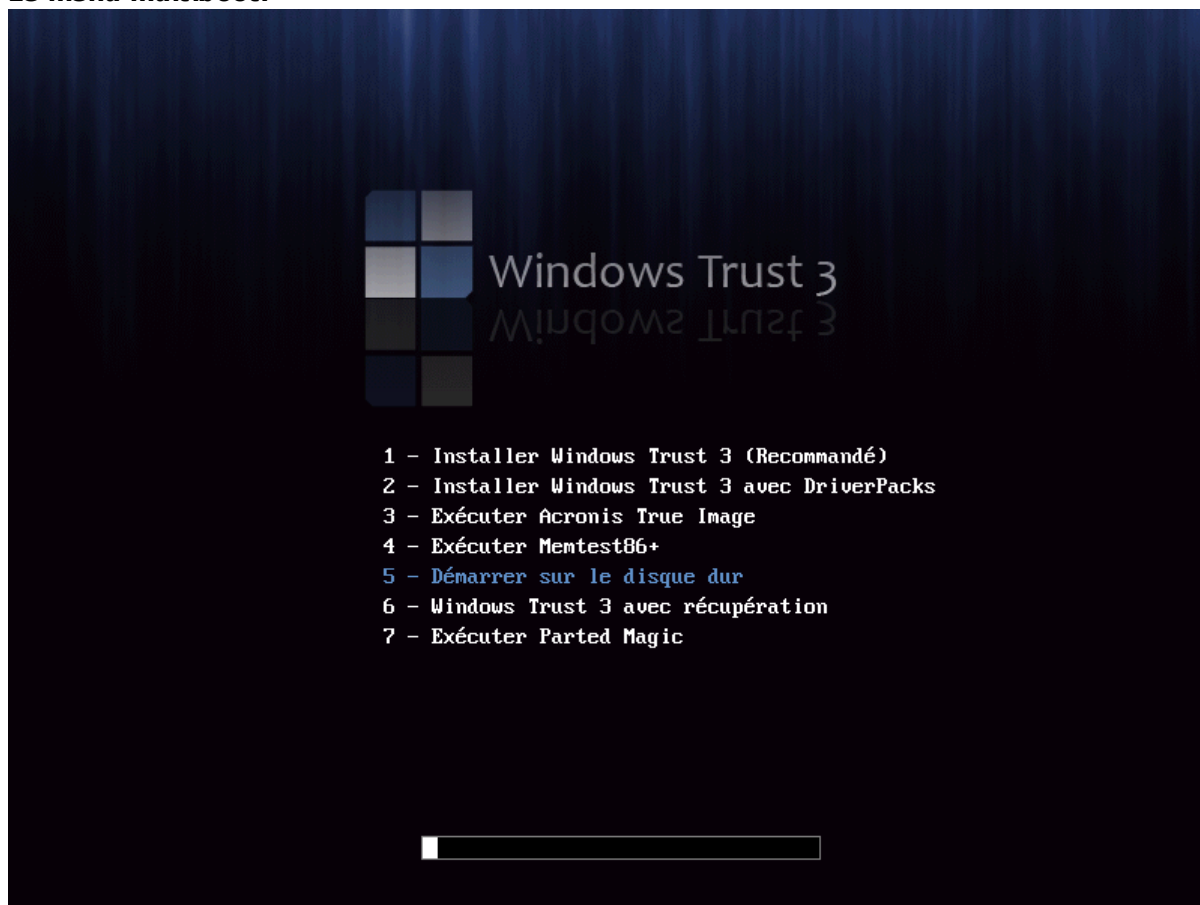 Windows Trust 3
1 - Installer Windows Trust 3 (Recommandé)
2 - Installer Windows Trust 3 avec DriverPacks
3 - Exécuter Acronis True Image
4 - Exécuter Memtest86+
5 - Démarrer sur le disque dur
6 - Windows Trust 3 avec récupération
7 - Exécuter Parted Magic